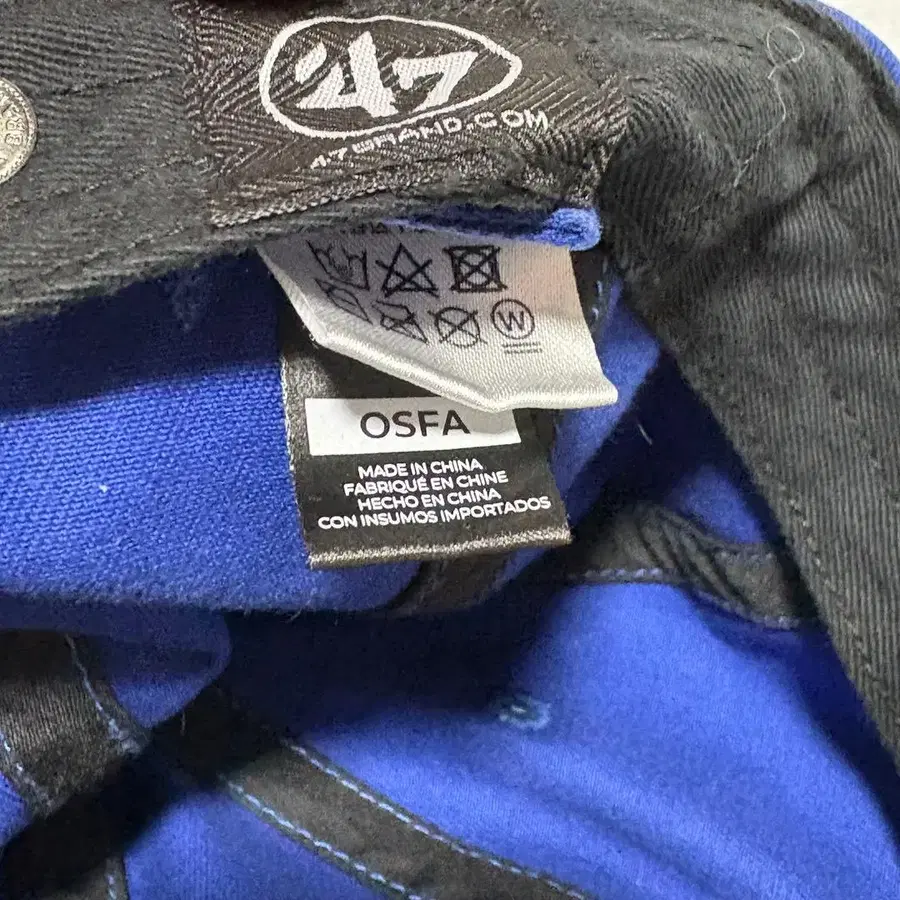 '47
47BRAND.COM
W
OSFA
MADE IN CHINA
FABRIQUÉ EN CHINE
HECHO EN CHINA
CON INSUMOS IMPORTADOS